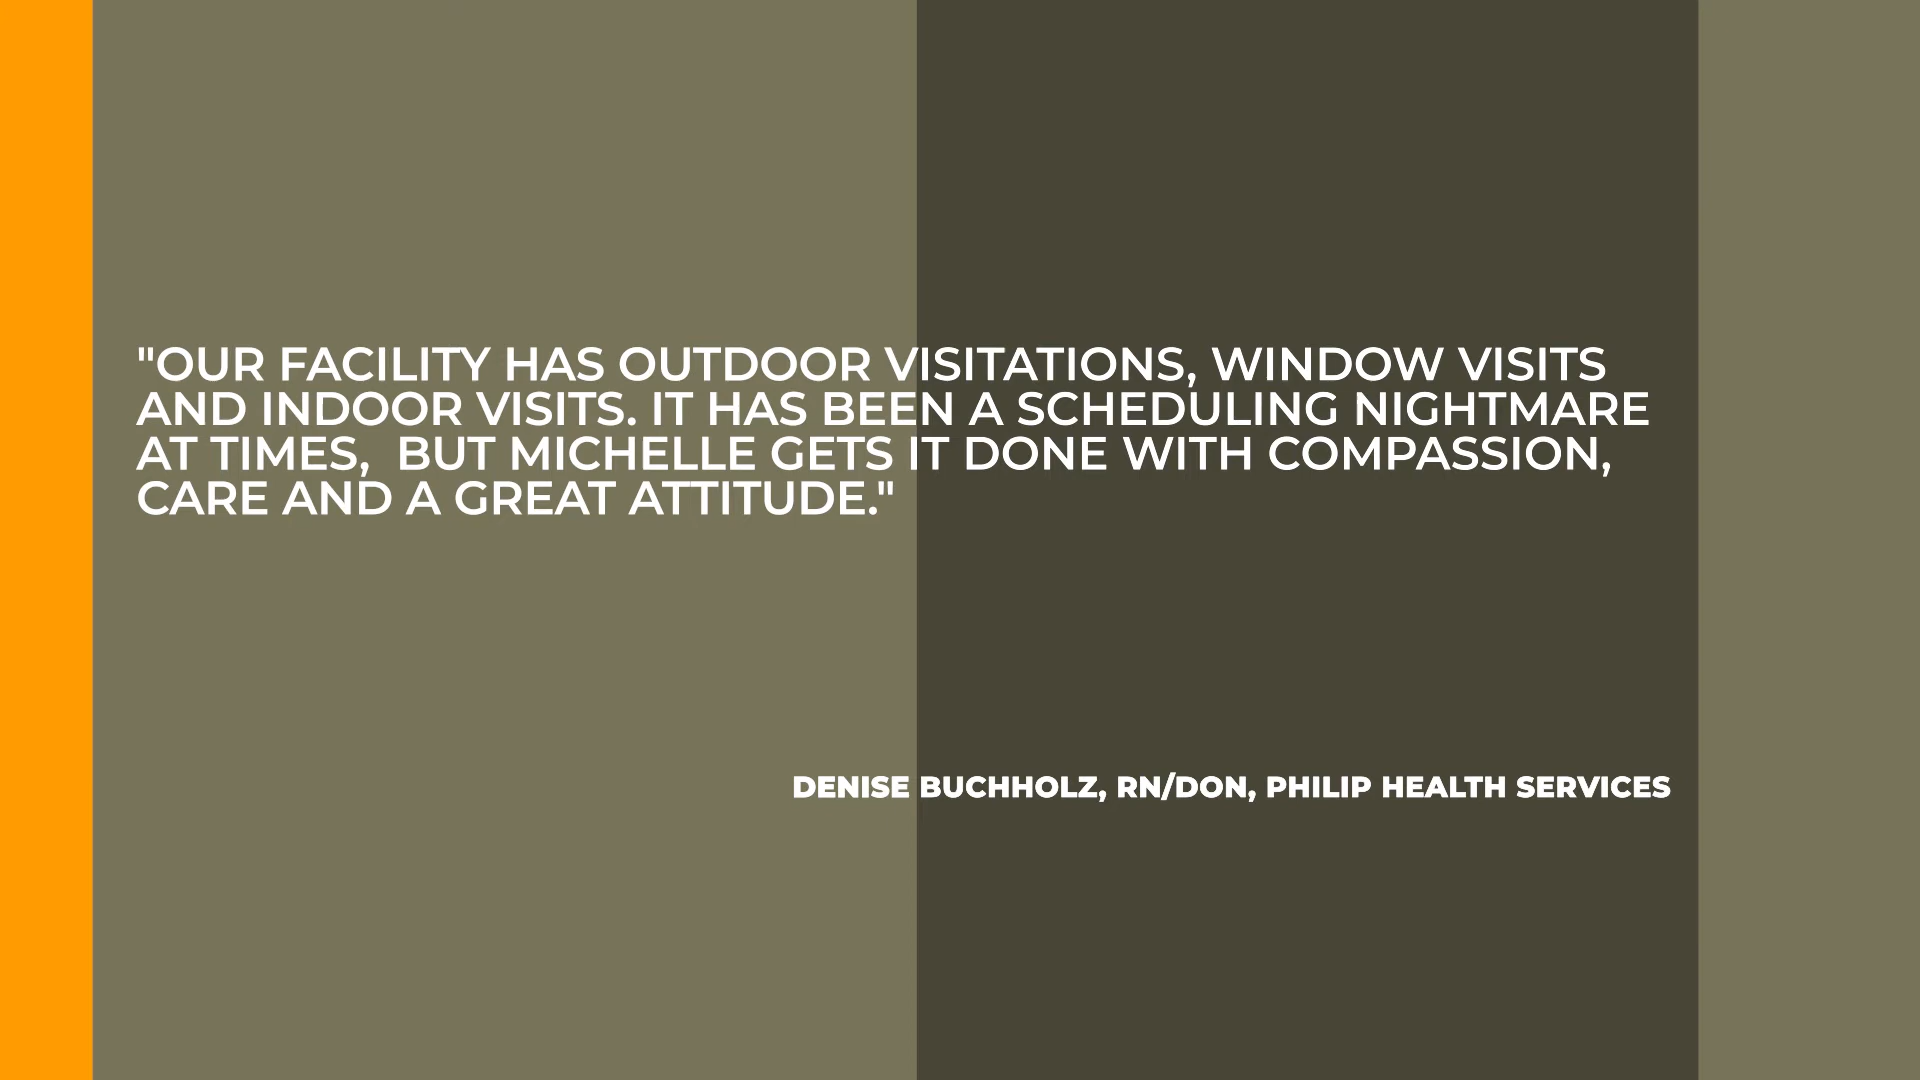 "OUR FACILITY HAS OUTDOOR VISITATIONS, WINDOW VISITS
AND INDOOR VISITS. IT HAS BEEN A SCHEDULING NIGHTMARE
AT TIMES,  BUT MICHELLE GETS IT DONE WITH COMPASSION,
CARE AND A GREAT ATTITUDE."
DENISE BUCHHOLZ, RN/DON, PHILIP HEALTH SERVICES